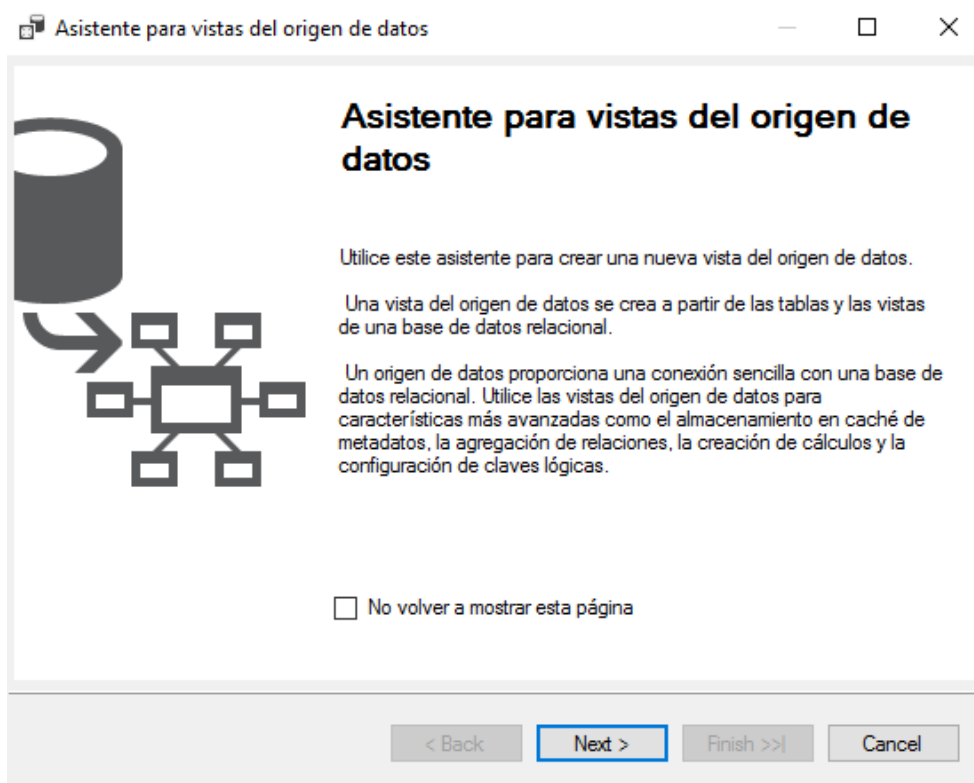 Asistente para vistas del origen de datos
Asistente para vistas del origen de
datos
Utilice este asistente para crear una nueva vista del origen de datos.
Una vista del origen de datos se crea a partir de las tablas y las vistas
de una base de datos relacional.
Un origen de datos proporciona una conexión sencilla con una base de
datos relacional. Utilice las vistas del origen de datos para
características más avanzadas como el almacenamiento en caché de
metadatos, la agregación de relaciones, la creación de cálculos y la
configuración de claves lógicas.
No volver a mostrar esta página
< Back
Next >
Finish >>|
Cancel